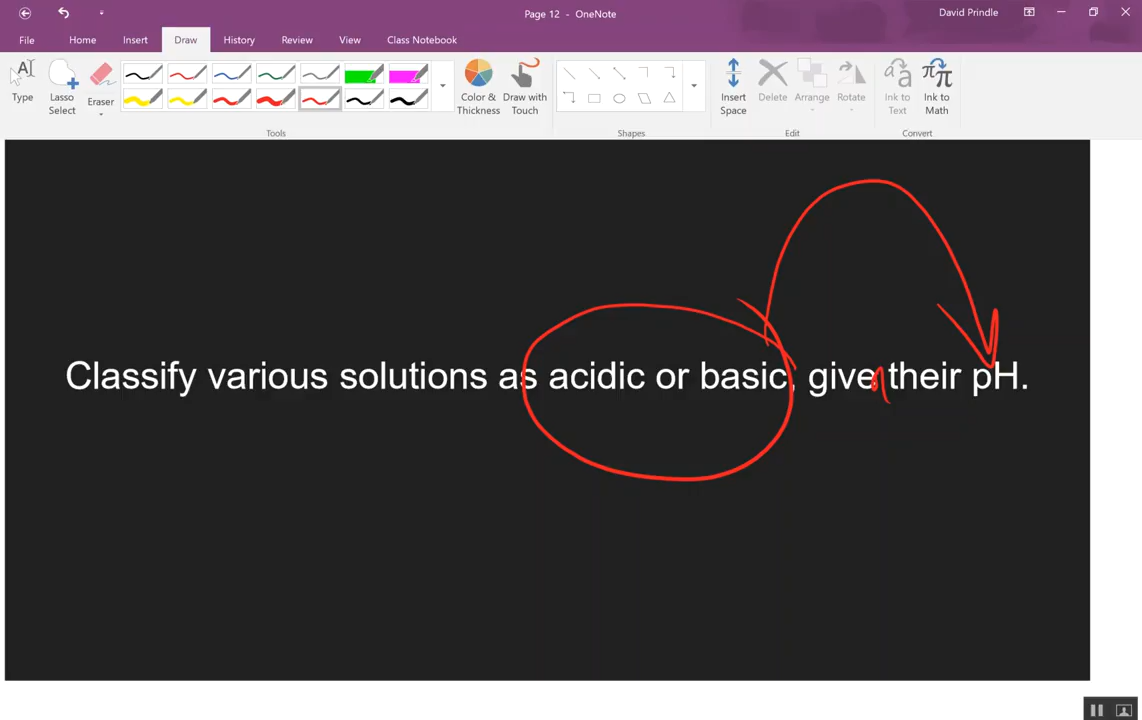 Page 12 - OneNote
David Prindle
File Home Insert Draw History Review View Class Notebook
Type
Lasso Select
Eraser
Color & Thickness
Draw with Touch
Insert Space
Delete
Arrange
Rotate
Ink to Text
Ink to Math
Tools
Shapes
Edit
Convert
Classify various solutions as acidic or basic, given their pH.